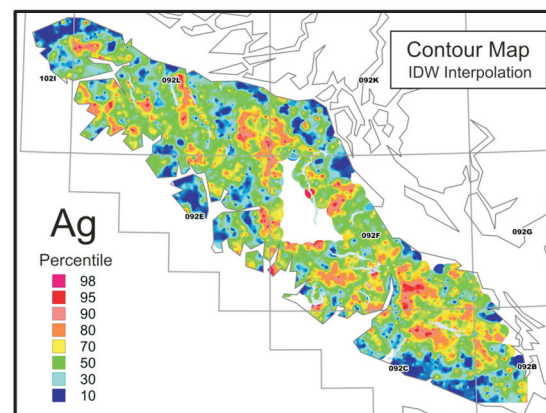 Contour Map
IDW Interpolation
102I
092L
092K
092E
092F
092G
092C
092B
Ag
Percentile
98
95
90
80
70
50
30
10